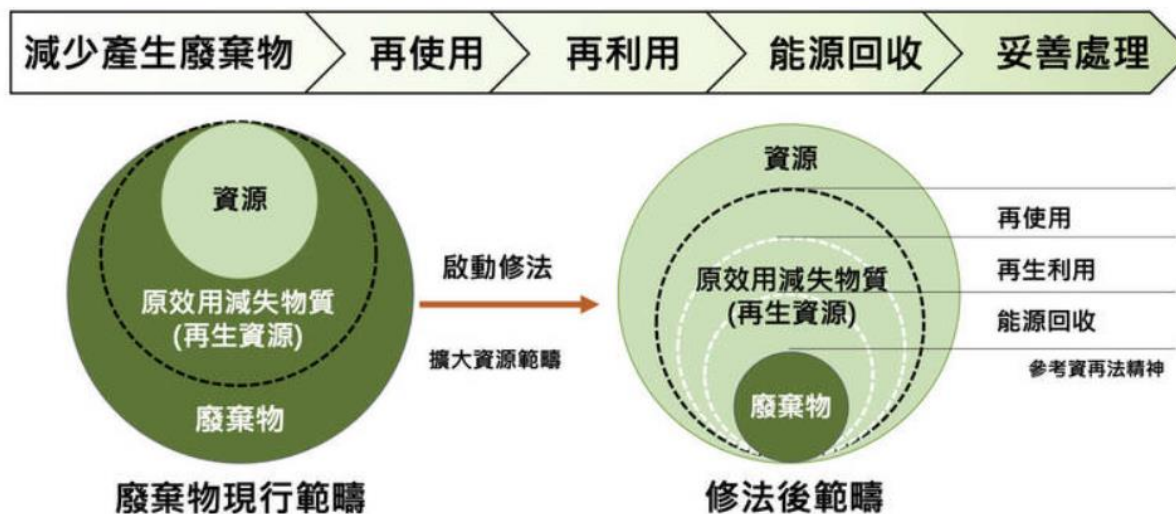 減少產生廢棄物
再使用
再利用
能源回收
妥善處理
資源
原效用減失物質
(再生資源)
廢棄物
廢棄物現行範疇
啟動修法
擴大資源範疇
資源
原效用減失物質
(再生資源)
廢棄物
修法後範疇
再使用
再生利用
能源回收
參考資再法精神